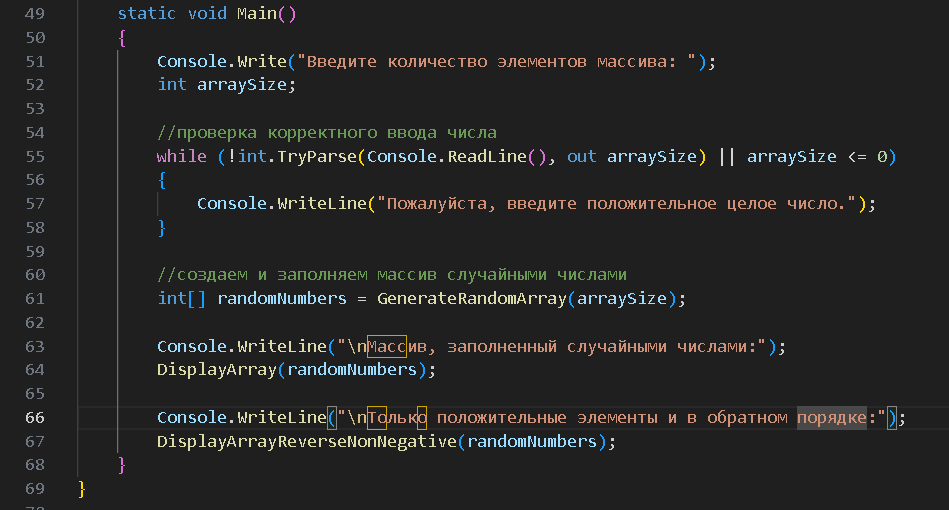 49 static void Main()
50 {
51 Console.Write("Введите количество элементов массива: ");
52 int arraySize;
53
54 //проверка корректного ввода числа
55 while (!int.TryParse(Console.ReadLine(), out arraySize) || arraySize <= 0)
56 {
57 Console.WriteLine("Пожалуйста, введите положительное целое число.");
58 }
59
60 //создаем и заполняем массив случайными числами
61 int[] randomNumbers = GenerateRandomArray(arraySize);
62
63 Console.WriteLine("\nМассив, заполненный случайными числами:");
64 DisplayArray(randomNumbers);
65
66 Console.WriteLine("\nТолько положительные элементы и в обратном порядке:");
67 DisplayArrayReverseNonNegative(randomNumbers);
68 }
69 }